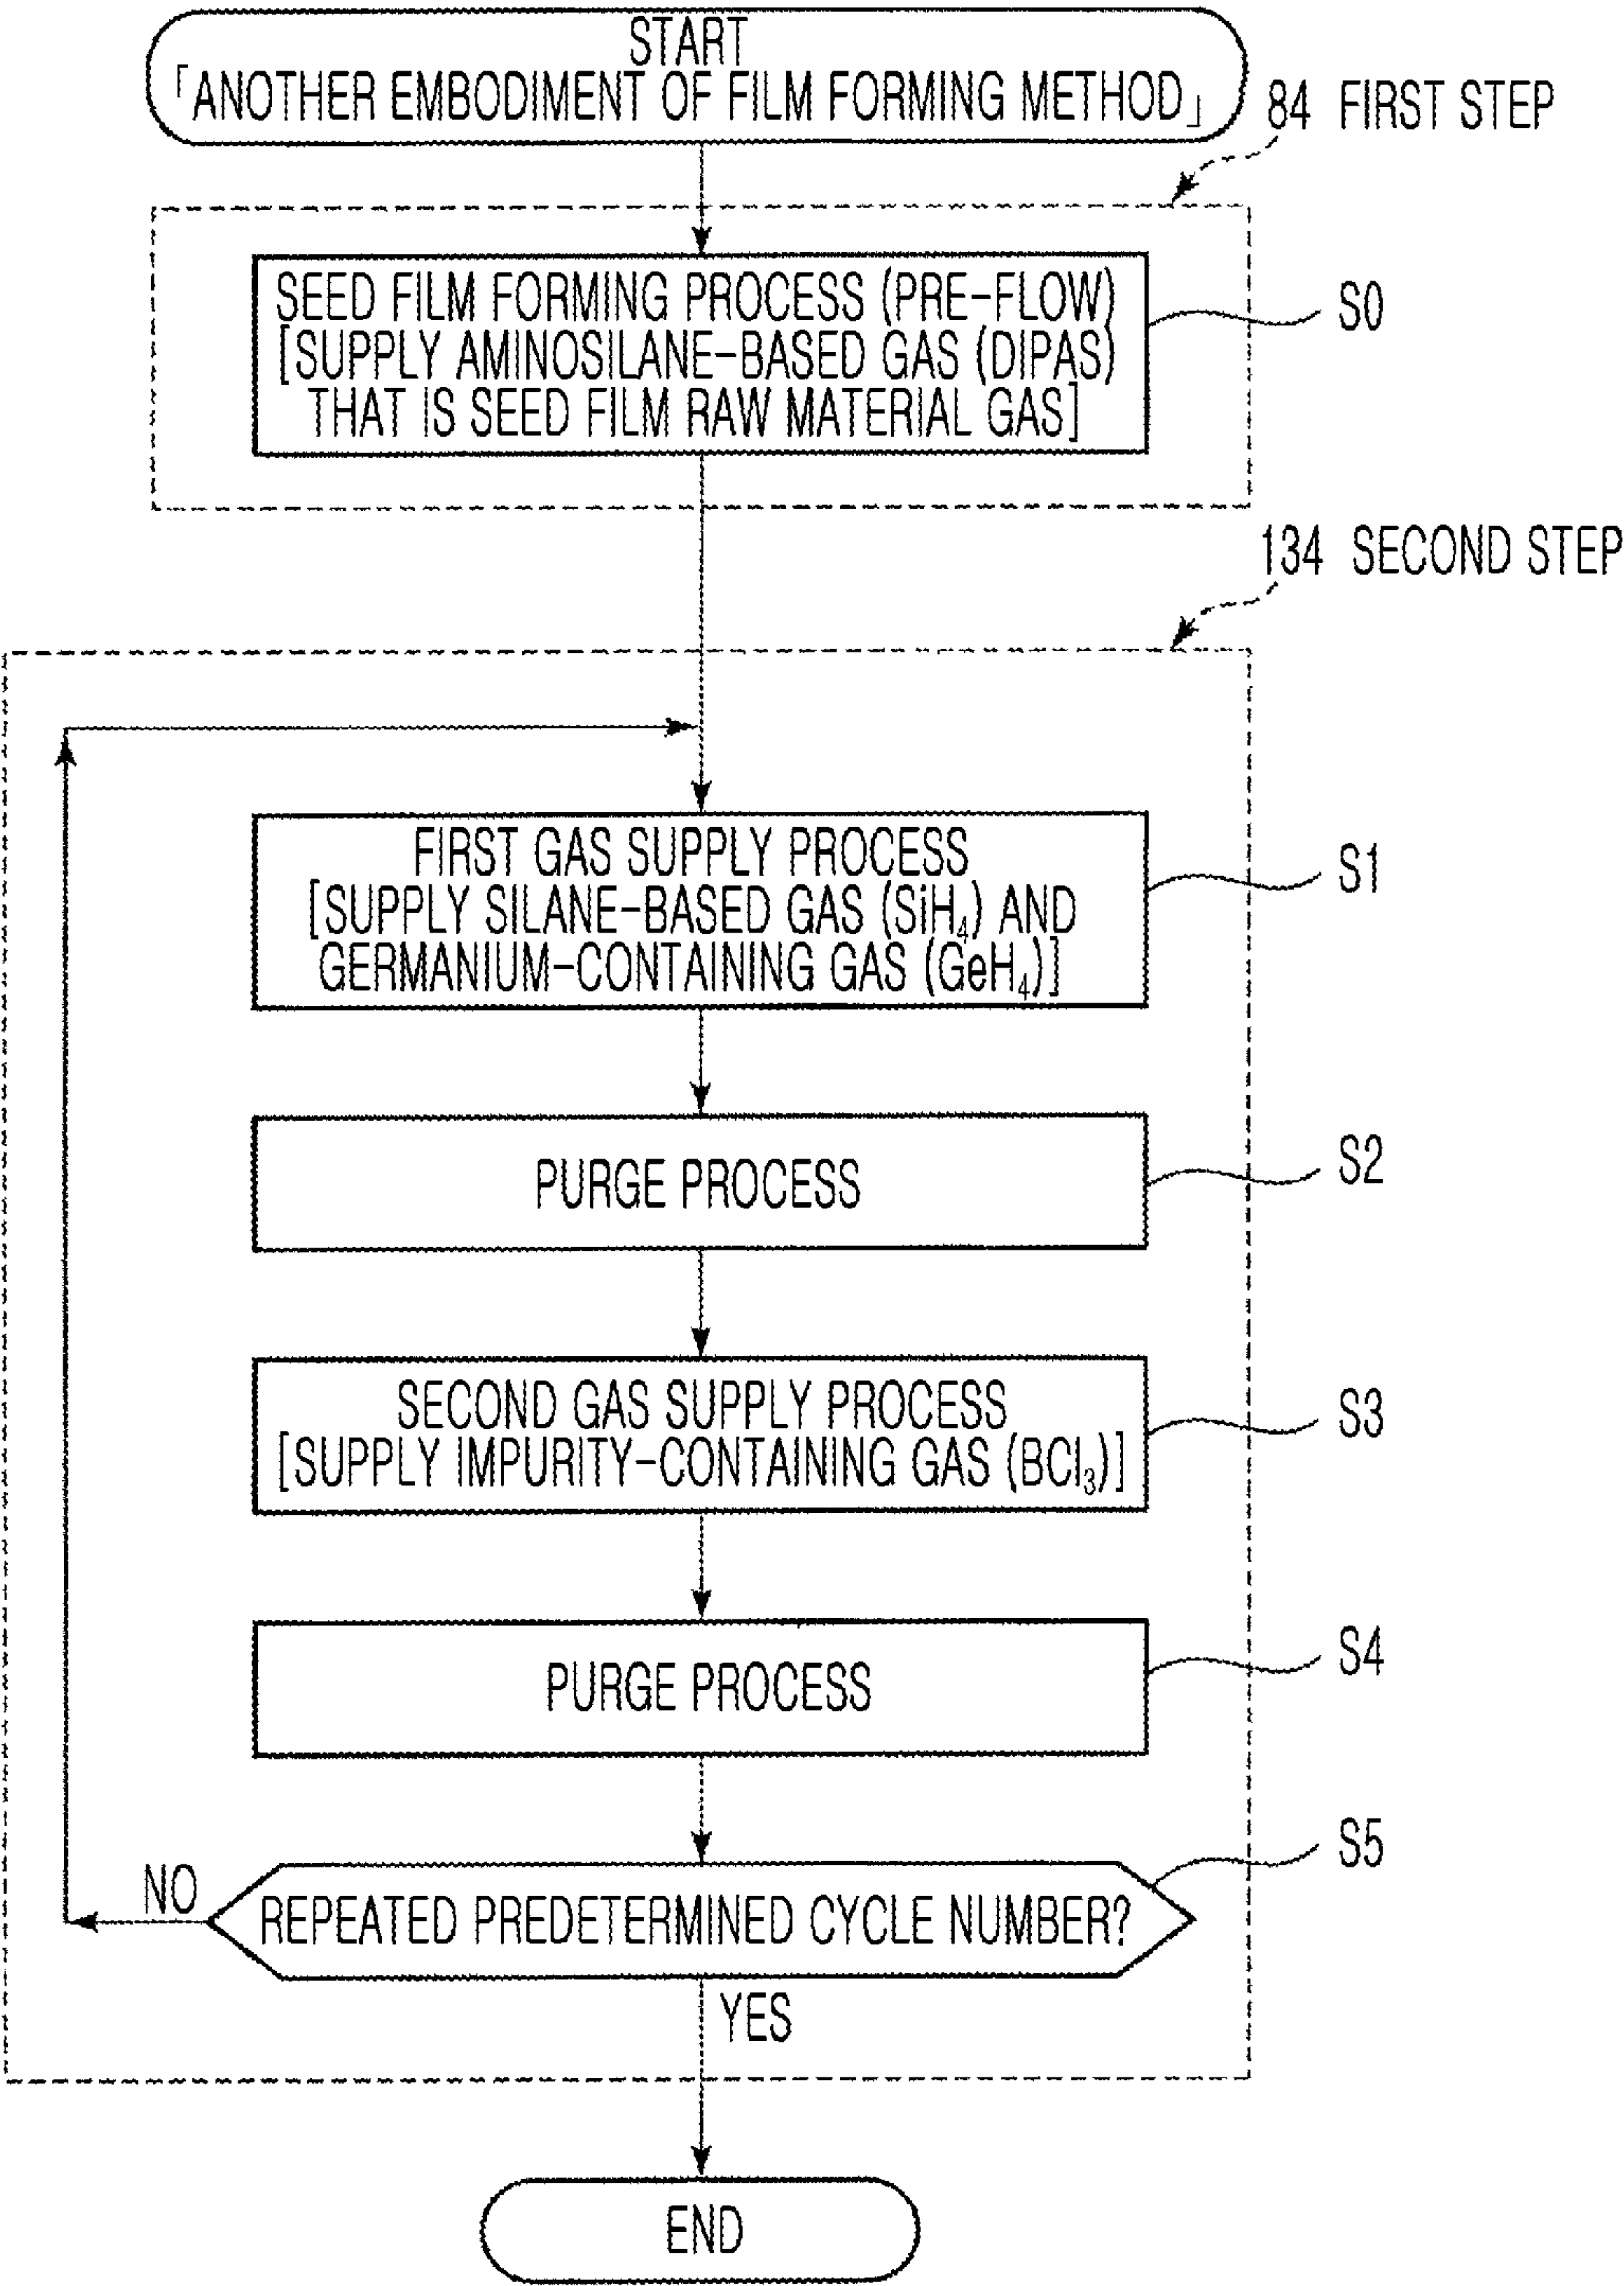 START
「ANOTHER EMBODIMENT OF FILM FORMING METHOD」
84 FIRST STEP
SEED FILM FORMING PROCESS (PRE-FLOW)
[SUPPLY AMINOSILANE-BASED GAS (DIPAS)
THAT IS SEED FILM RAW MATERIAL GAS]
S0
134 SECOND STEP
FIRST GAS SUPPLY PROCESS
[SUPPLY SILANE-BASED GAS (SiH₄) AND
GERMANIUM-CONTAINING GAS (GeH₄)]
S1
PURGE PROCESS
S2
SECOND GAS SUPPLY PROCESS
[SUPPLY IMPURITY-CONTAINING GAS (BCl₃)]
S3
PURGE PROCESS
S4
REPEATED PREDETERMINED CYCLE NUMBER?
S5
NO
YES
END